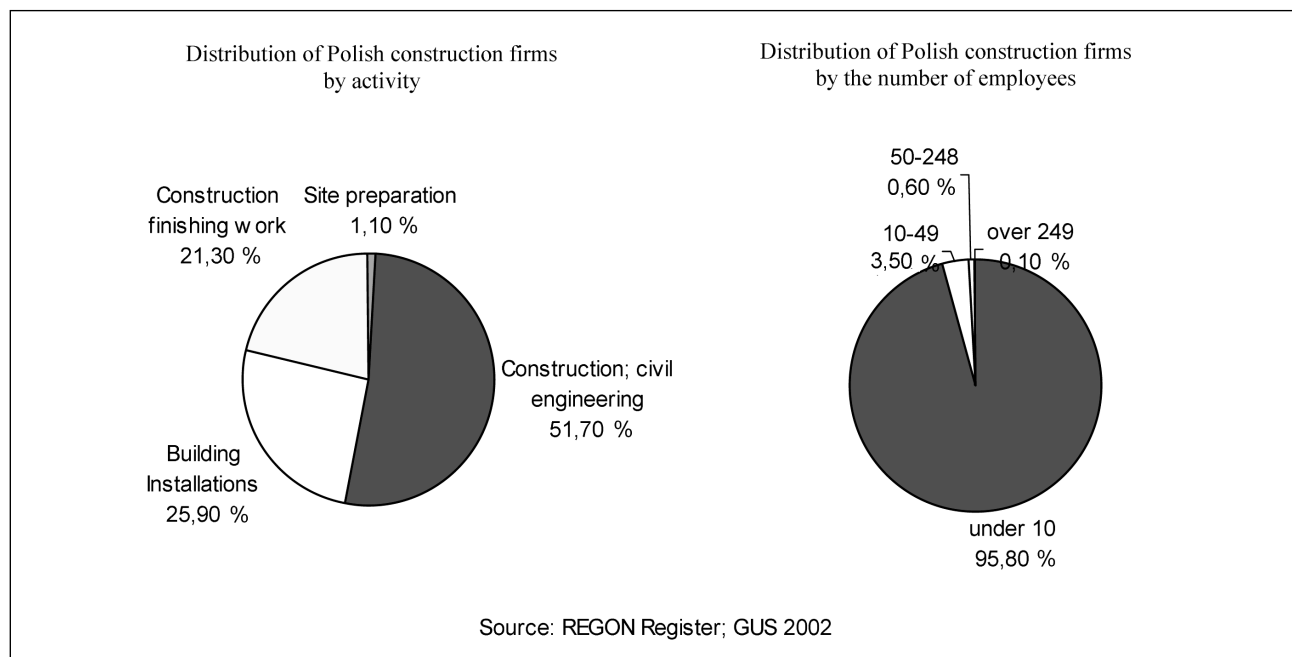 Distribution of Polish construction firms
by activity
Construction
finishing work
21,30 %
Site preparation
1,10 %
Construction; civil
engineering
51,70 %
Building
Installations
25,90 %
Distribution of Polish construction firms
by the number of employees
50-248
0,60 %
10-49
3,50 %
over 249
0,10 %
under 10
95,80 %
Source: REGON Register; GUS 2002